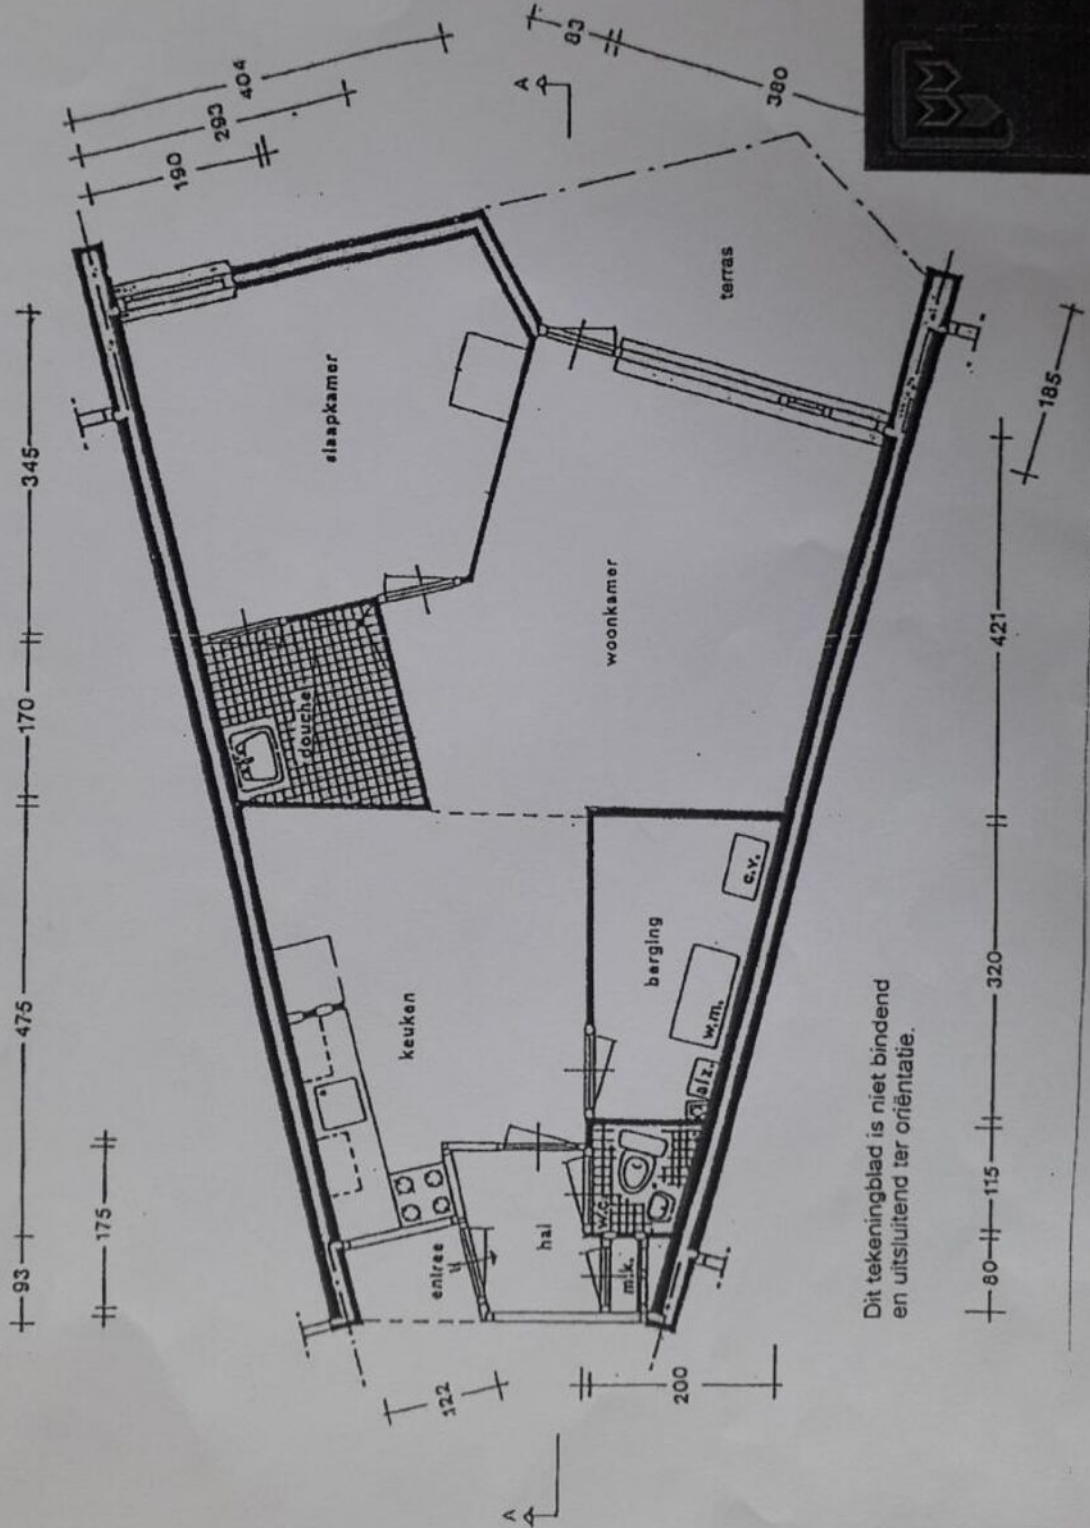 93
475
170
345
175
190
293
404
83
380
A
slaapkamer
terras
douche
woonkamer
keuken
berging
c.v.
w.m.
a/z.
w.c.
entree
hal
m.k.
122
200
A
80
115
320
421
185
Dit tekeningblad is niet bindend
en uitsluitend ter oriëntatie.